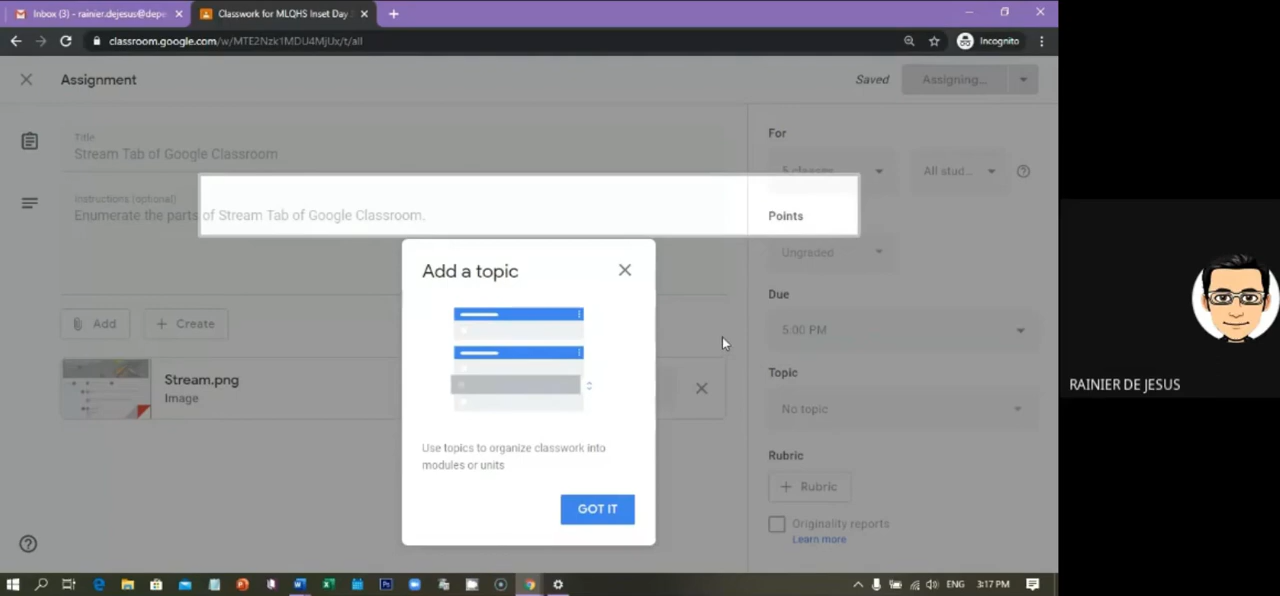 Inbox (3) - rainier.dejesus@depe
Classwork for MLQHS Inset Day
classroom.google.com/w/MTE2Nzk1MDU4MjUx/t/all
Incognito
Assignment
Saved
Assigning...
Title
Stream Tab of Google Classroom
Instructions (optional)
Enumerate the parts of Stream Tab of Google Classroom.
Add
Create
Stream.png
Image
For
5 classes
All stud...
Points
Ungraded
Due
5:00 PM
Topic
No topic
Rubric
+ Rubric
Originality reports
Learn more
Add a topic
Use topics to organize classwork into
modules or units
GOT IT
RAINIER DE JESUS
ENG
3:17 PM